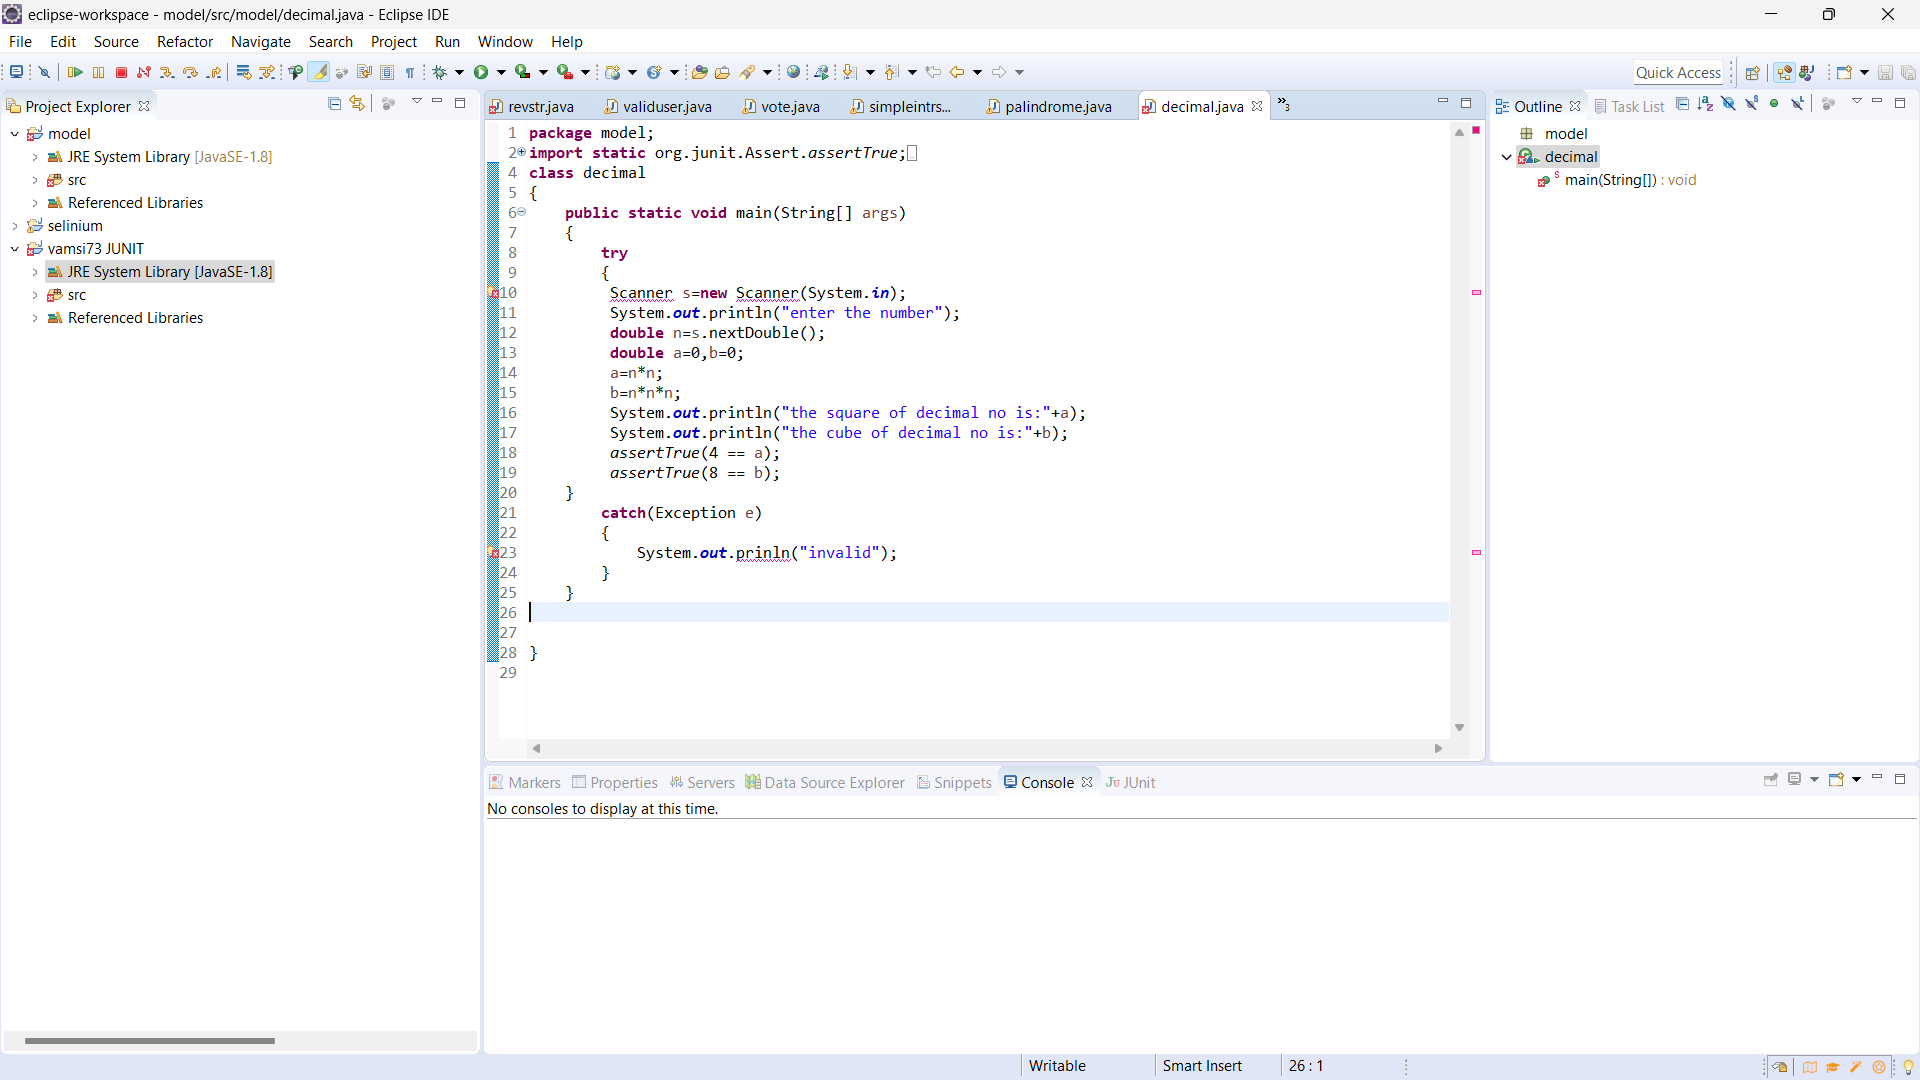 eclipse-workspace - model/src/model/decimal.java - Eclipse IDE
File Edit Source Refactor Navigate Search Project Run Window Help
Quick Access
Project Explorer
model
JRE System Library [JavaSE-1.8]
src
Referenced Libraries
selinium
vamsi73 JUNIT
JRE System Library [JavaSE-1.8]
src
Referenced Libraries
revstr.java validuser.java vote.java simpleintrs... palindrome.java decimal.java »3
1 package model;
2 import static org.junit.Assert.assertTrue;
4 class decimal
5 {
6 public static void main(String[] args)
7 {
8 try
9 {
10 Scanner s=new Scanner(System.in);
11 System.out.println("enter the number");
12 double n=s.nextDouble();
13 double a=0,b=0;
14 a=n*n;
15 b=n*n*n;
16 System.out.println("the square of decimal no is:"+a);
17 System.out.println("the cube of decimal no is:"+b);
18 assertTrue(4 == a);
19 assertTrue(8 == b);
20 }
21 catch(Exception e)
22 {
23 System.out.prinln("invalid");
24 }
25 }
26
27
28 }
29
Outline Task List
model
decimal
main(String[]) : void
Markers Properties Servers Data Source Explorer Snippets Console JUnit
No consoles to display at this time.
Writable Smart Insert 26 : 1